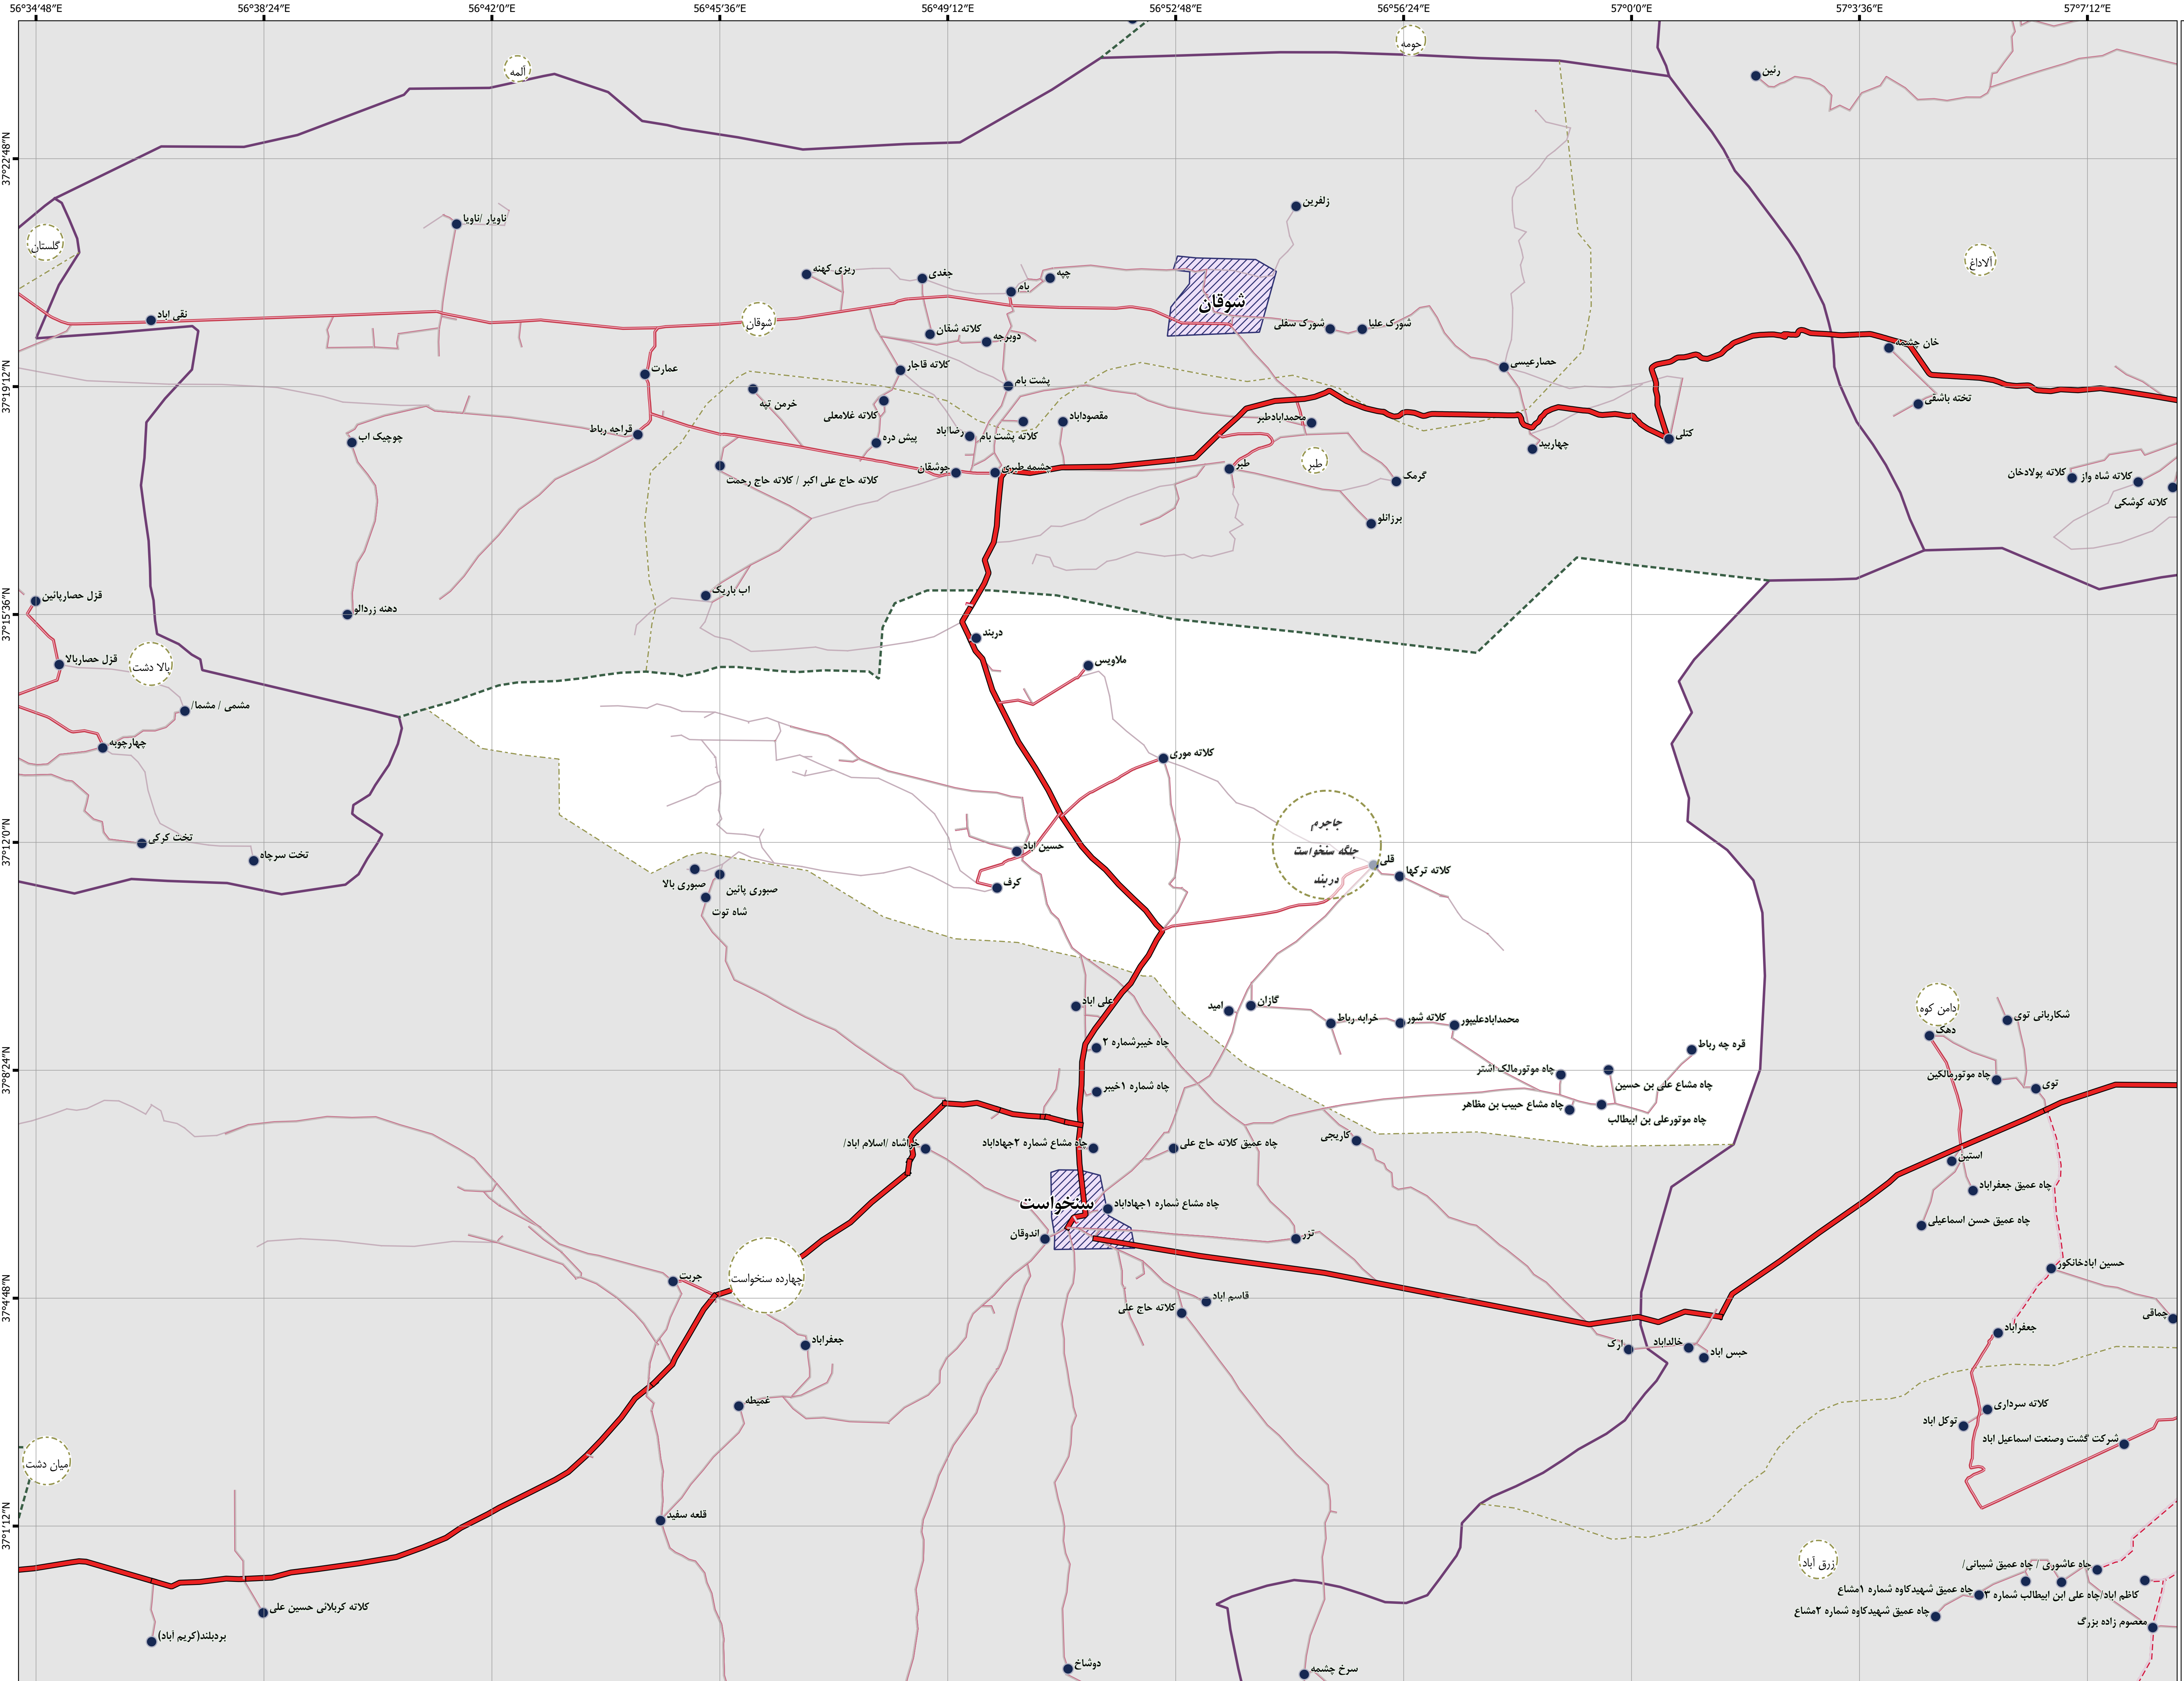 56°34'48"E
56°38'24"E
56°42'0"E
56°45'36"E
56°49'12"E
56°52'48"E
56°56'24"E
57°0'0"E
57°3'36"E
57°7'12"E
37°22'48"N
37°19'12"N
37°15'36"N
37°12'0"N
37°8'24"N
37°4'48"N
37°1'12"N
حومه
آلمه
رئین
زلفرین
ناویار /ناویا
گلستان
آلاداغ
ریزی کهنه
جغدی
چپه
بام
شوقان
نقی اباد
شوقان
کلاته شفان
دوبرجه
شورک سفلی
شورک علیا
خان چشمه
عمارت
کلاته قاجار
پشت بام
حصارعیسی
خرمن تپه
کلاته غلامعلی
تخته باشقی
مقصوداباد
محمدابادطبر
قراجه رباط
چوچیک اب
پیش دره
رضااباد
کلاته پشت بام
کتلی
چهاربید
جوشقان
چشمه طبری
طبر
طبر
گرمک
کلاته حاج علی اکبر / کلاته حاج رحمت
کلاته پولادخان
کلاته شاه واز
کلاته کوشکی
برزانلو
اب باریک
قزل حصارپائین
دهنه زردالو
دربند
قزل حصاربالا
بالا دشت
ملاویس
مشمی / مشما/
چهارچوبه
کلاته موری
جاجرم
جلگه سنخواست
دربند
تخت کرکی
تخت سرچاه
حسین اباد
قلی
کلاته ترکها
صبوری بالا
صبوری پائین
شاه توت
کرف
علی اباد
امید
گازان
خرابه رباط
کلاته شور
محمدابادعلیپور
دامن کوه
شکاربانی توی
دهک
چاه خیبرشماره ۲
قره چه رباط
چاه شماره ۱خیبر
چاه موتورمالک اشتر
چاه مشاع علی بن حسین
چاه موتورمالکین
توی
چاه مشاع حبیب بن مظاهر
چاه موتورعلی بن ابیطالب
خراشاه /اسلام اباد/
چاه مشاع شماره ۲جهاداباد
چاه عمیق کلاته حاج علی
کاریجی
استین
چاه عمیق جعفراباد
سنخواست
چاه مشاع شماره ۱جهاداباد
چاه عمیق حسن اسماعیلی
اندوقان
تزر
حسین ابادخانکور
چهارده سنخواست
جربت
قاسم اباد
کلاته حاج علی
چماقی
جعفراباد
جعفراباد
ارک
خالداباد
حبس اباد
غمیطه
کلاته سرداری
توکل اباد
شرکت گشت وصنعت اسماعیل اباد
میان دشت
قلعه سفید
زرق آباد
چاه عاشوری / چاه عمیق شیبانی/
چاه عمیق شهیدکاوه شماره ۱مشاع
کاظم اباد/چاه علی ابن ابیطالب شماره ۳
چاه عمیق شهیدکاوه شماره ۲مشاع
معصوم زاده بزرگ
کلاته کربلائی حسین علی
بردبلند(کریم آباد)
دوشاخ
سرخ چشمه